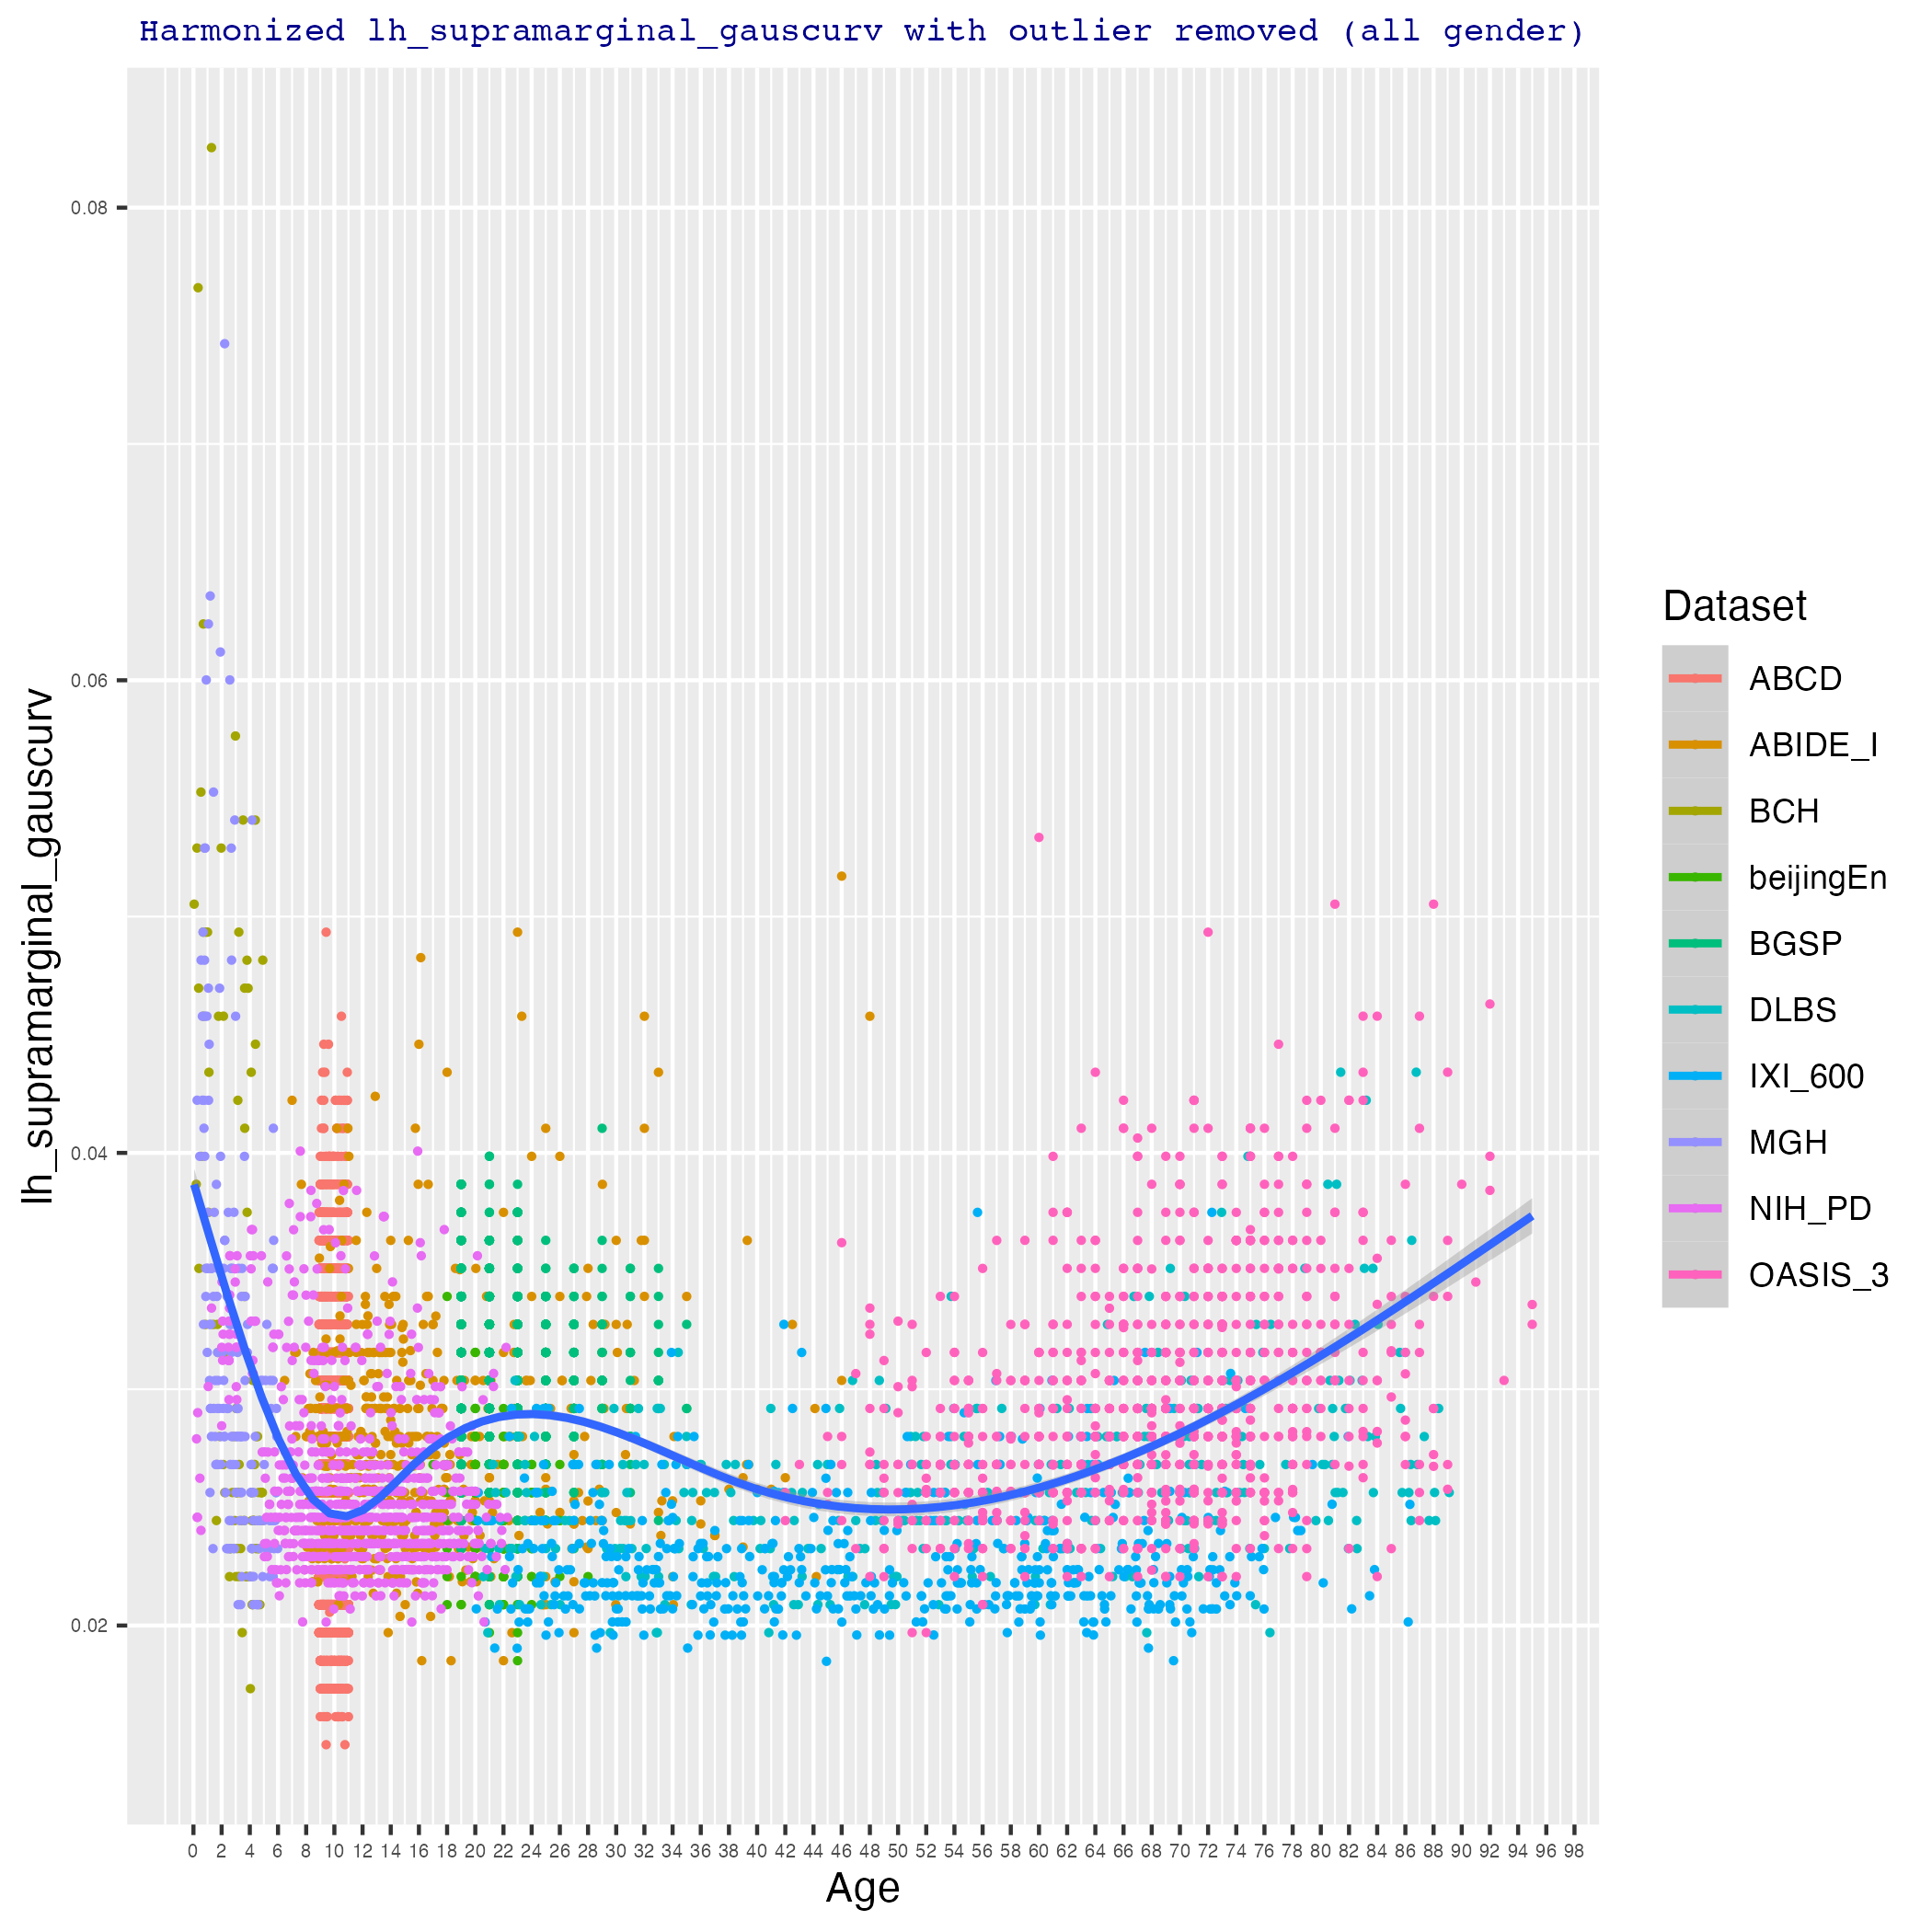 Harmonized lh_supramarginal_gauscurv with outlier removed (all gender)
lh_supramarginal_gauscurv
0.08
0.06
0.04
0.02
0 2 4 6 8 10 12 14 16 18 20 22 24 26 28 30 32 34 36 38 40 42 44 46 48 50 52 54 56 58 60 62 64 66 68 70 72 74 76 78 80 82 84 86 88 90 92 94 96 98
Age
Dataset
ABCD
ABIDE_I
BCH
beijingEn
BGSP
DLBS
IXI_600
MGH
NIH_PD
OASIS_3